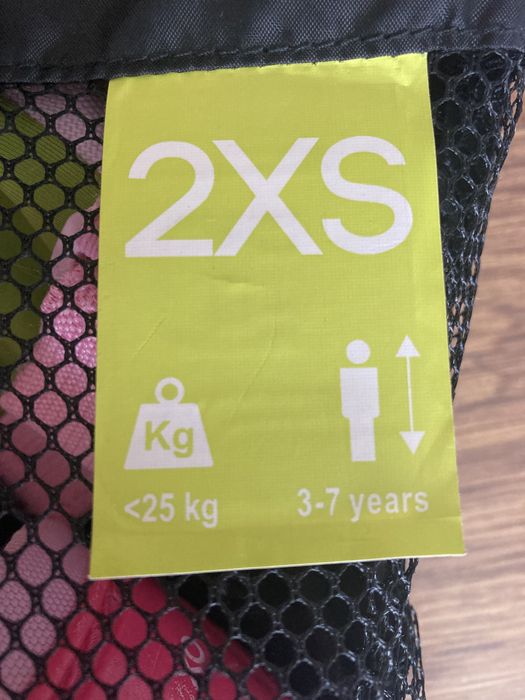 2XS
Kg
<25 kg
3-7 years